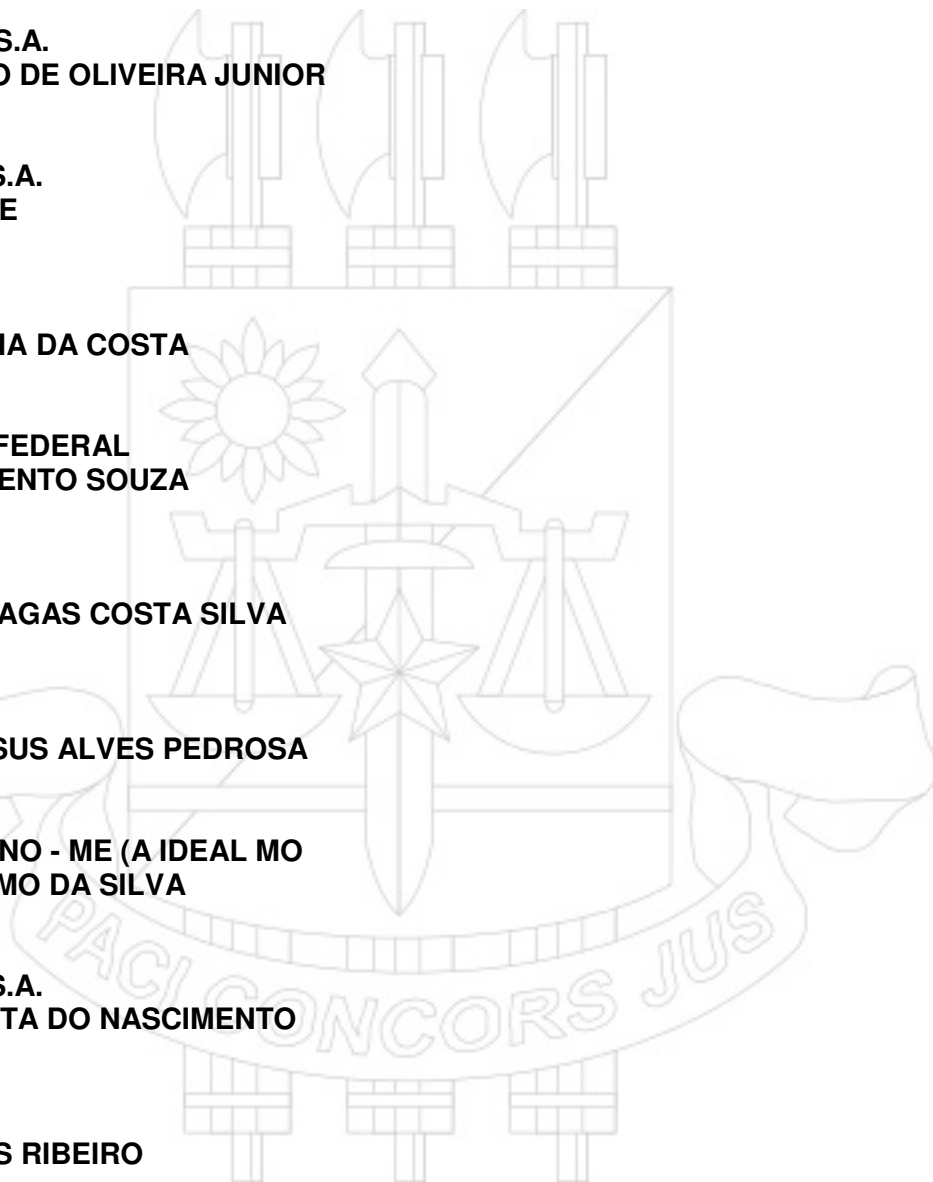 S.A.
O DE OLIVEIRA JUNIOR
S.A.
E
IA DA COSTA
FEDERAL
ENTO SOUZA
AGAS COSTA SILVA
SUS ALVES PEDROSA
NO - ME (A IDEAL MO
MO DA SILVA
S.A.
TA DO NASCIMENTO
S RIBEIRO
PACI CONCORS JUS